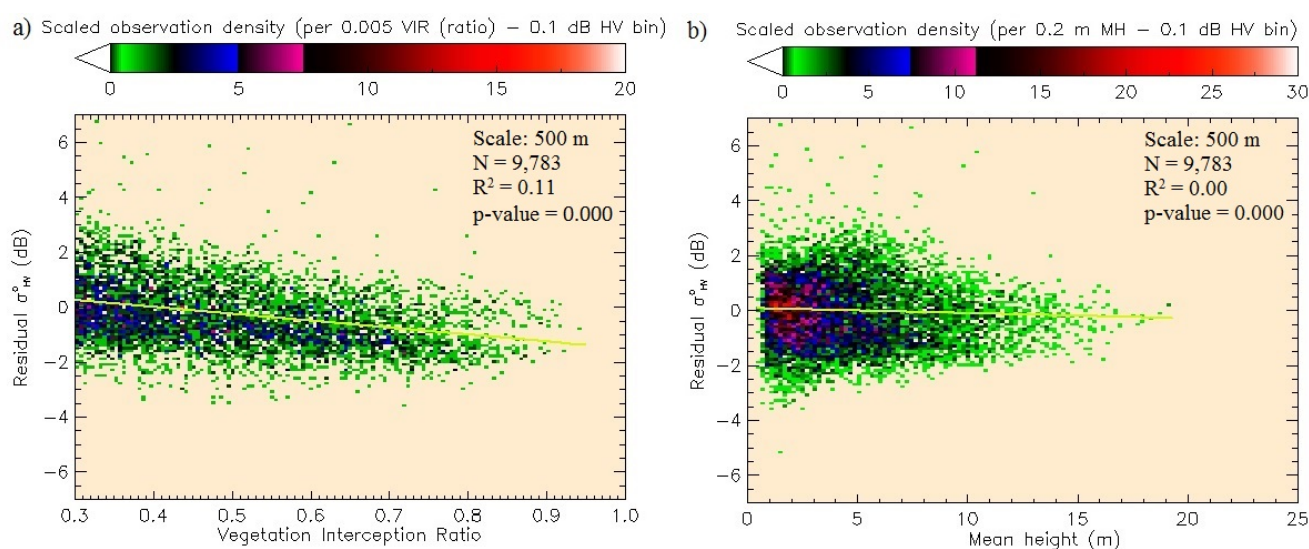 a) Scaled observation density (per 0.005 VIR (ratio) – 0.1 dB HV bin)
0 5 10 15 20
Scale: 500 m
N = 9,783
R² = 0.11
p-value = 0.000
6
4
2
0
−2
−4
−6
Residual σ°HV (dB)
0.3 0.4 0.5 0.6 0.7 0.8 0.9 1.0
Vegetation Interception Ratio
b) Scaled observation density (per 0.2 m MH – 0.1 dB HV bin)
0 5 10 15 20 25 30
Scale: 500 m
N = 9,783
R² = 0.00
p-value = 0.000
6
4
2
0
−2
−4
−6
Residual σ°HV (dB)
0 5 10 15 20 25
Mean height (m)